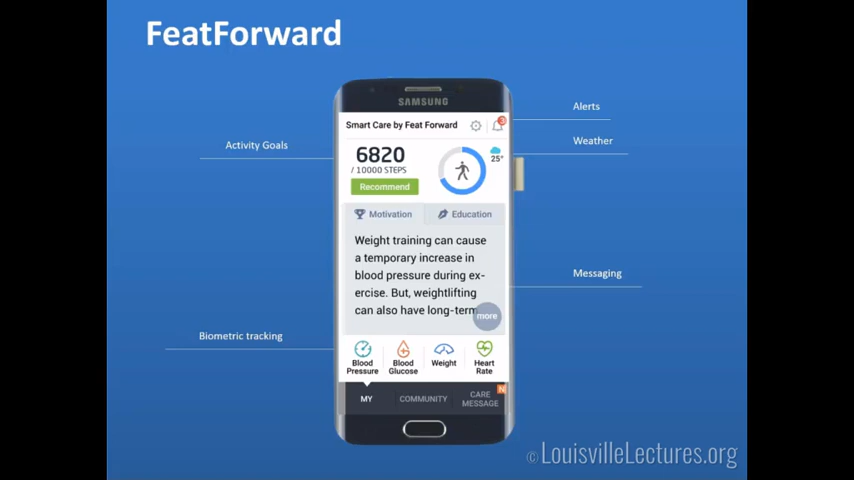 FeatForward
SAMSUNG
Alerts
Smart Care by Feat Forward
3
Activity Goals
Weather
6820
/ 10000 STEPS
25°
Recommend
Motivation
Education
Weight training can cause
a temporary increase in
blood pressure during ex-
ercise. But, weightlifting
can also have long-term
more
Messaging
Biometric tracking
Blood
Pressure
Blood
Glucose
Weight
Heart
Rate
MY
COMMUNITY
CARE
MESSAGE
N
© LouisvilleLectures.org